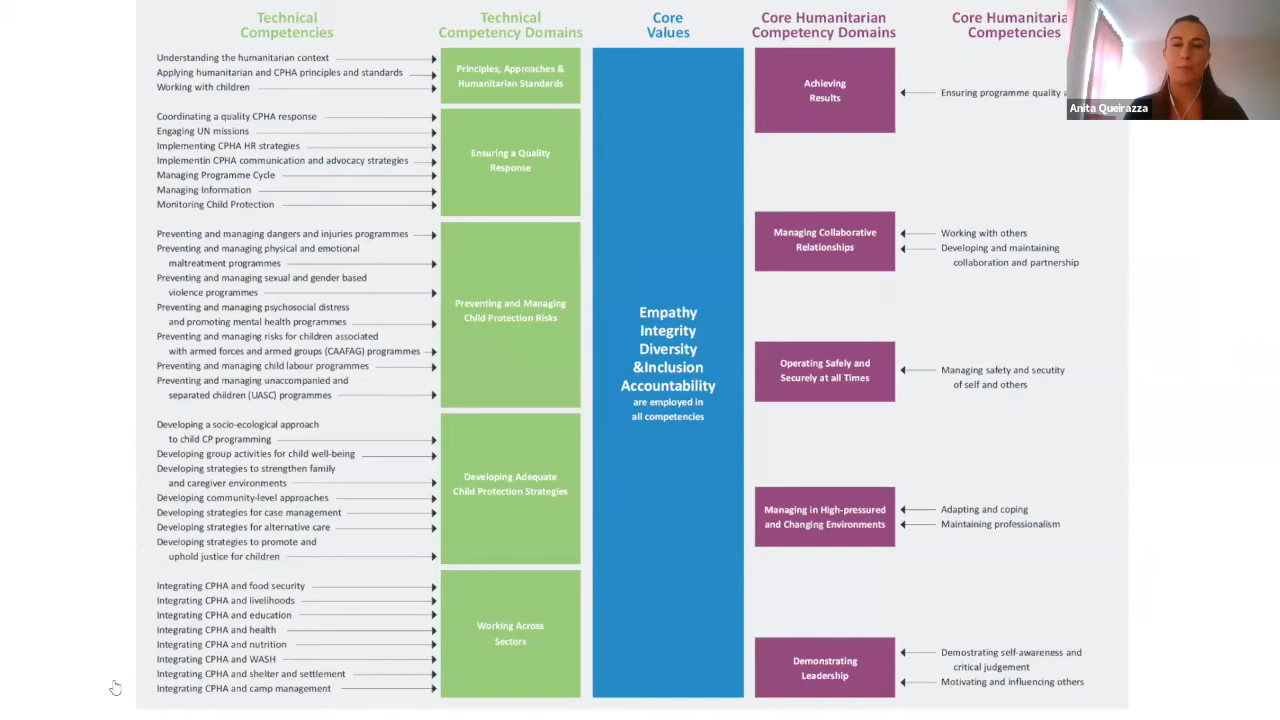 Technical
Competencies
Technical
Competency Domains
Core
Values
Core Humanitarian
Competency Domains
Core Humanitaria
Competencies
Understanding the humanitarian context
Applying humanitarian and CPHA principles and standards
Working with children
Principles, Approaches &
Humanitarian Standards
Coordinating a quality CPHA response
Engaging UN missions
Implementing CPHA HR strategies
Implementin CPHA communication and advocacy strategies
Managing Programme Cycle
Managing Information
Monitoring Child Protection
Ensuring a Quality
Response
Preventing and managing dangers and injuries programmes
Preventing and managing physical and emotional
maltreatment programmes
Preventing and managing sexual and gender based
violence programmes
Preventing and managing psychosocial distress
and promoting mental health programmes
Preventing and managing risks for children associated
with armed forces and armed groups (CAAFAG) programmes
Preventing and managing child labour programmes
Preventing and managing unaccompanied and
separated children (UASC) programmes
Preventing and Managing
Child Protection Risks
Developing a socio-ecological approach
to child CP programming
Developing group activities for child well-being
Developing strategies to strengthen family
and caregiver environments
Developing community-level approaches
Developing strategies for case management
Developing strategies for alternative care
Developing strategies to promote and
uphold justice for children
Developing Adequate
Child Protection Strategies
Integrating CPHA and food security
Integrating CPHA and livelihoods
Integrating CPHA and education
Integrating CPHA and health
Integrating CPHA and nutrition
Integrating CPHA and WASH
Integrating CPHA and shelter and settlement
Integrating CPHA and camp management
Working Across
Sectors
Empathy
Integrity
Diversity
&Inclusion
Accountability
are employed in
all competencies
Achieving
Results
Ensuring programme quality
Managing Collaborative
Relationships
Working with others
Developing and maintaining
collaboration and partnership
Operating Safely and
Securely at all Times
Managing safety and secutity
of self and others
Managing in High-pressured
and Changing Environments
Adapting and coping
Maintaining professionalism
Demonstrating
Leadership
Demostrating self-awareness and
critical judgement
Motivating and influencing others
Anita Queirazza